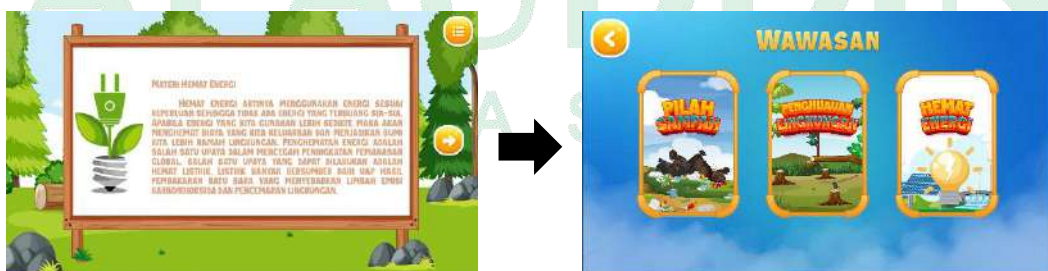 MATERI HEMAT ENERGI
HEMAT ENERGI ARTINYA MENGGUNAKAN ENERGI SESUAI
KEPERLUAN SEHINGGA TIDAK ADA ENERGI YANG TERBUANG SIA-SIA.
APABILA ENERGI YANG KITA GUNAKAN LEBIH SEDIKIT MAKA AKAN
MENGHEMAT BIAYA YANG KITA KELUARKAN DAN MENJADIKAN BUMI
KITA LEBIH RAMAH LINGKUNGAN. PENGHEMATAN ENERGI ADALAH
SALAH SATU UPAYA DALAM MENCEGAH PENINGKATAN PEMANASAN
GLOBAL. SALAH SATU UPAYA YANG DAPAT DILAKUKAN ADALAH
HEMAT LISTRIK. LISTRIK BANYAK BERSUMBER DARI UAP HASIL
PEMBAKARAN BATU BARA YANG MENYEBABKAN LIMBAH EMISI
KARBONDIOKSIDA DAN PENCEMARAN LINGKUNGAN.
WAWASAN
PILAH
SAMPAH
PENGHIJAUAN
LINGKUNGAN
HEMAT
ENERGI